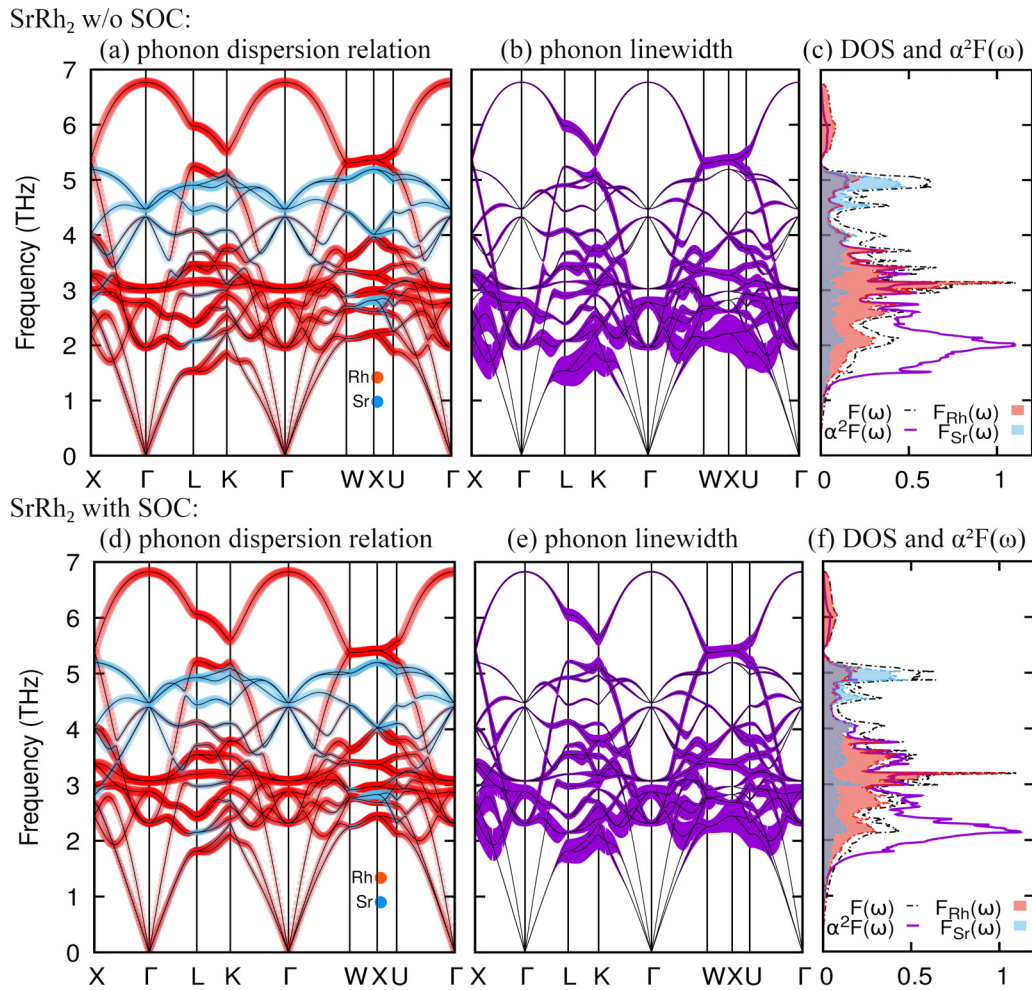 SrRh₂ w/o SOC:
(a) phonon dispersion relation (b) phonon linewidth (c) DOS and α²F(ω)
7
6
5
4
3
2
1
0
Frequency (THz)
Rh
Sr
F(ω) F_Rh(ω)
α²F(ω) F_Sr(ω)
X Γ L K Γ W X U Γ
X Γ L K Γ W X U Γ
0 0.5 1
SrRh₂ with SOC:
(d) phonon dispersion relation (e) phonon linewidth (f) DOS and α²F(ω)
7
6
5
4
3
2
1
0
Frequency (THz)
Rh
Sr
F(ω) F_Rh(ω)
α²F(ω) F_Sr(ω)
X Γ L K Γ W X U Γ
X Γ L K Γ W X U Γ
0 0.5 1